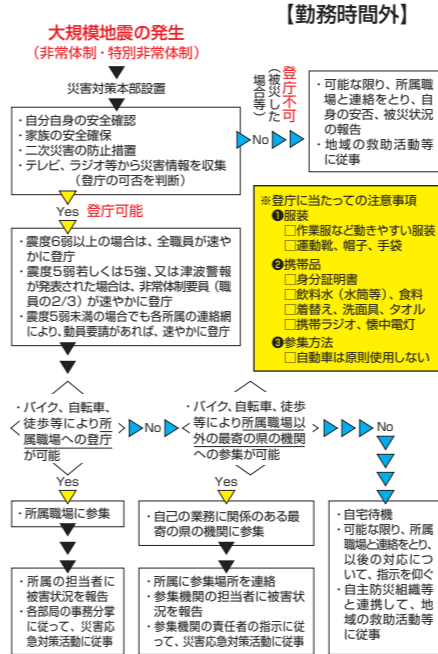 【勤務時間外】
大規模地震の発生
（非常体制・特別非常体制）
災害対策本部設置
・自分自身の安全確認
・家族の安全確保
・二次災害の防止措置
・テレビ、ラジオ等から災害情報を収集
（登庁の可否を判断）
No
登庁不可
（被災した
場合等）
・可能な限り、所属職
場と連絡をとり、自
身の安否、被災状況
の報告
・地域の救助活動等
に従事
Yes 登庁可能
・震度6弱以上の場合は、全職員が速や
かに登庁
・震度5弱若しくは5強、又は津波警報
が発表された場合は、非常体制要員（職
員の2/3）が速やかに登庁
・震度5弱未満の場合でも各所属の連絡網
により、動員要請があれば、速やかに登庁
※登庁に当たっての注意事項
❶服装
□作業服など動きやすい服装
□運動靴、帽子、手袋
❷携帯品
□身分証明書
□飲料水（水筒等）、食料
□着替え、洗面具、タオル
□携帯ラジオ、懐中電灯
❸参集方法
□自動車は原則使用しない
・バイク、自転車、
徒歩等により所
属職場への登庁
が可能
No
・バイク、自転車、徒歩
等により所属職場以
外の最寄の県の機関
への参集が可能
No
Yes
・所属職場に参集
・所属の担当者に
被害状況を報告
・各部局の事務分掌
に従って、災害応
急対策活動に従事
Yes
・自己の業務に関係のある最
寄の県の機関に参集
・所属に参集場所を連絡
・参集機関の担当者に被害状
況を報告
・参集機関の責任者の指示に従
って、災害応急対策活動に従事
・自宅待機
・可能な限り、所属
職場と連絡をとり、
以後の対応につ
いて、指示を仰ぐ
・自主防災組織等
と連携して、地
域の救助活動等
に従事